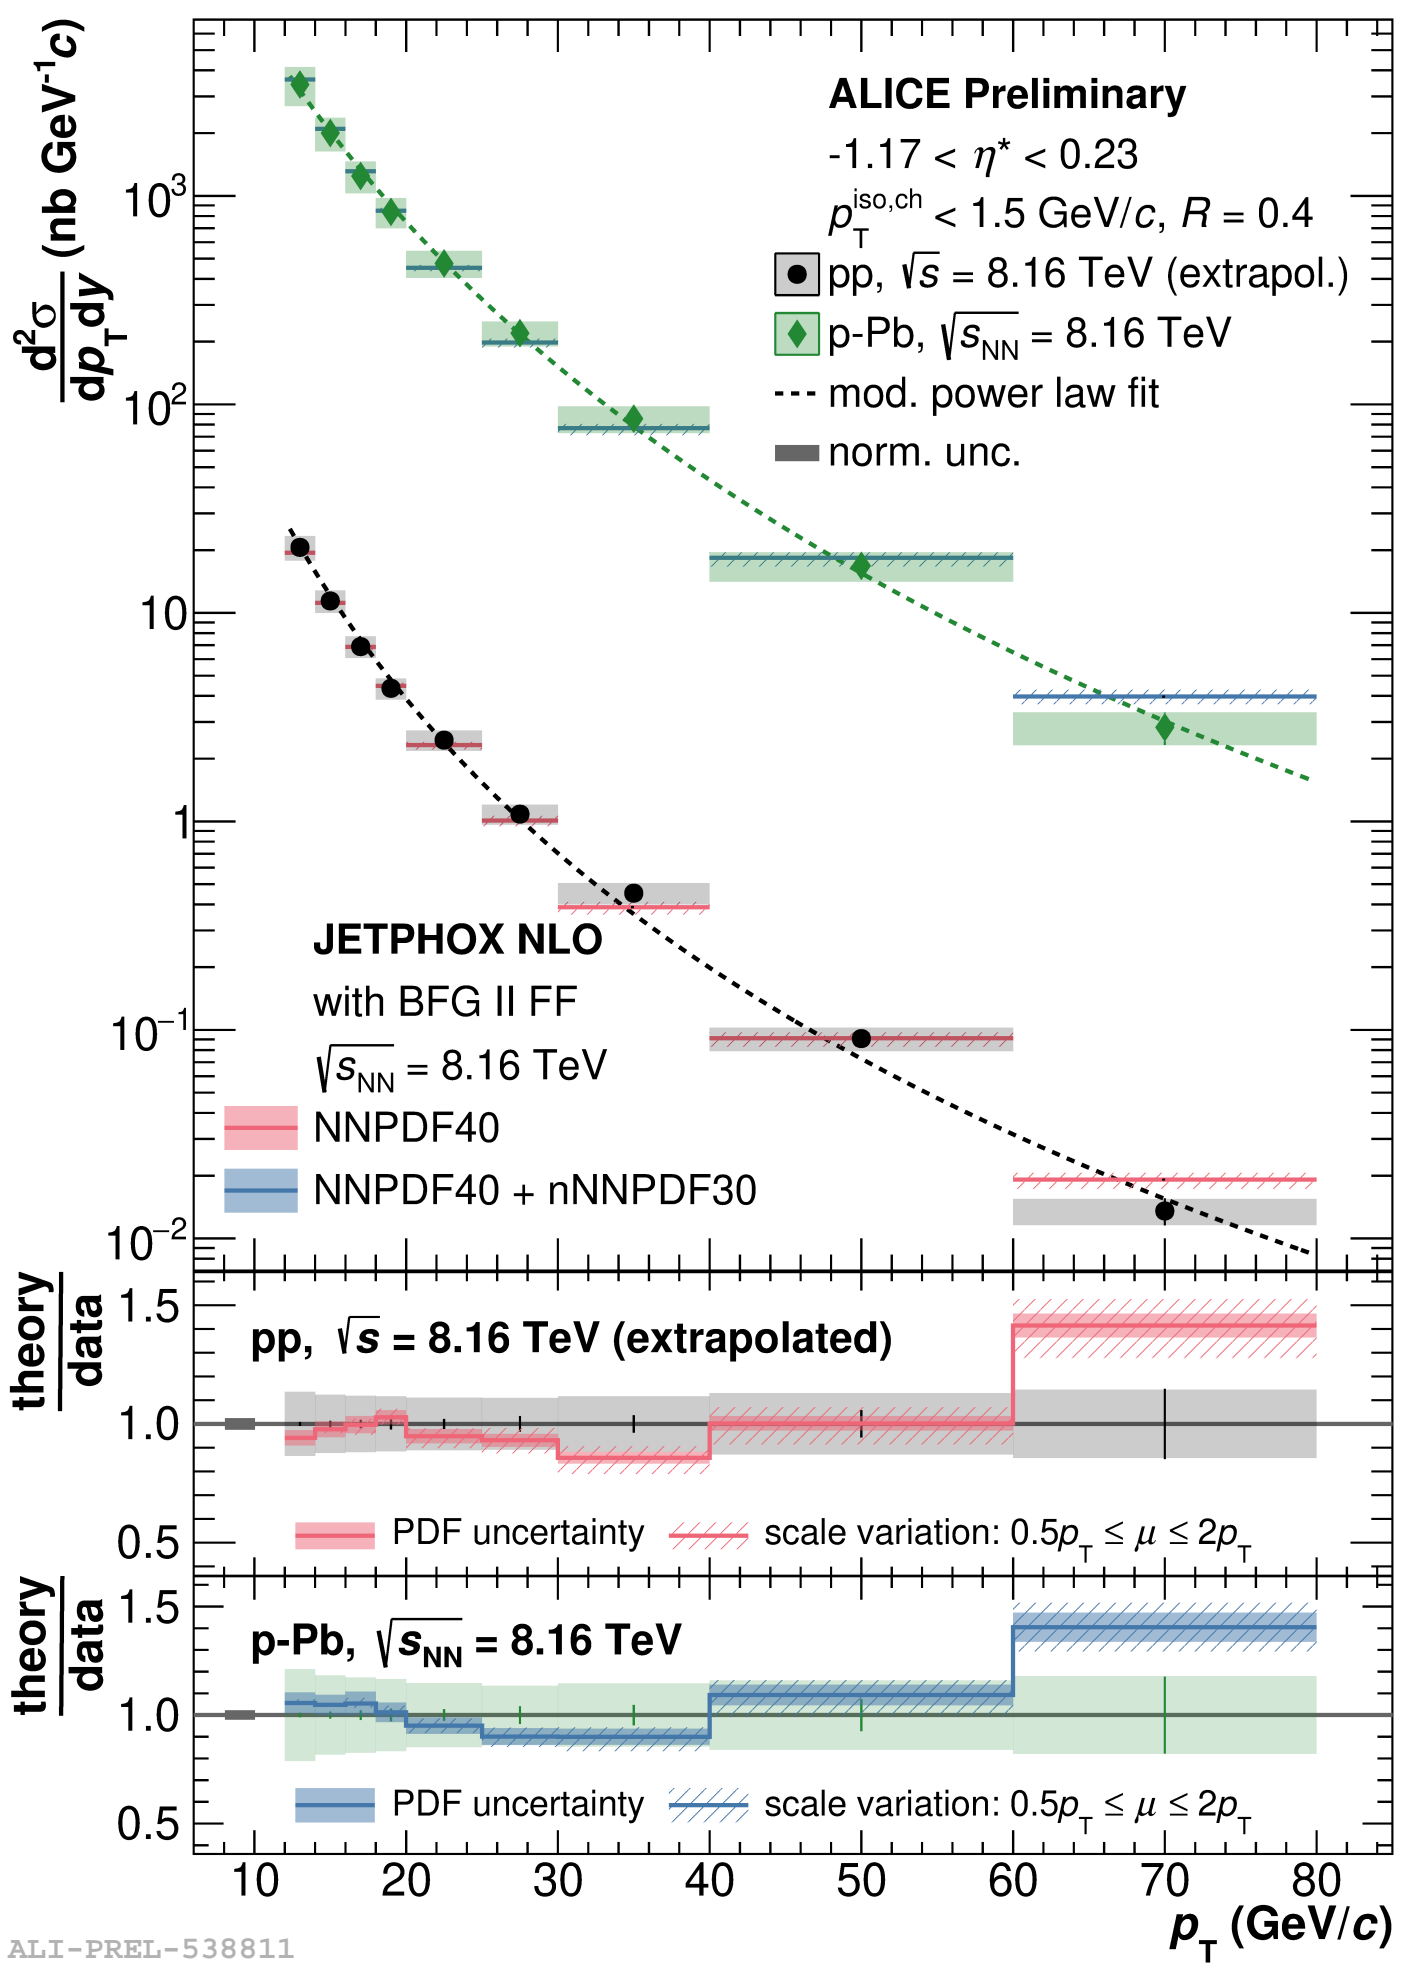 d²σ / dp_T dy (nb GeV⁻¹c)
10³
10²
10
1
10⁻¹
10⁻²
ALICE Preliminary
-1.17 < η* < 0.23
p_T^iso,ch < 1.5 GeV/c, R = 0.4
pp, √s = 8.16 TeV (extrapol.)
p-Pb, √s_NN = 8.16 TeV
mod. power law fit
norm. unc.
JETPHOX NLO
with BFG II FF
√s_NN = 8.16 TeV
NNPDF40
NNPDF40 + nNNPDF30
theory
data
1.5
1.0
0.5
pp, √s = 8.16 TeV (extrapolated)
PDF uncertainty
scale variation: 0.5p_T ≤ μ ≤ 2p_T
theory
data
1.5
1.0
0.5
p-Pb, √s_NN = 8.16 TeV
PDF uncertainty
scale variation: 0.5p_T ≤ μ ≤ 2p_T
10 20 30 40 50 60 70 80
p_T (GeV/c)
ALI-PREL-538811